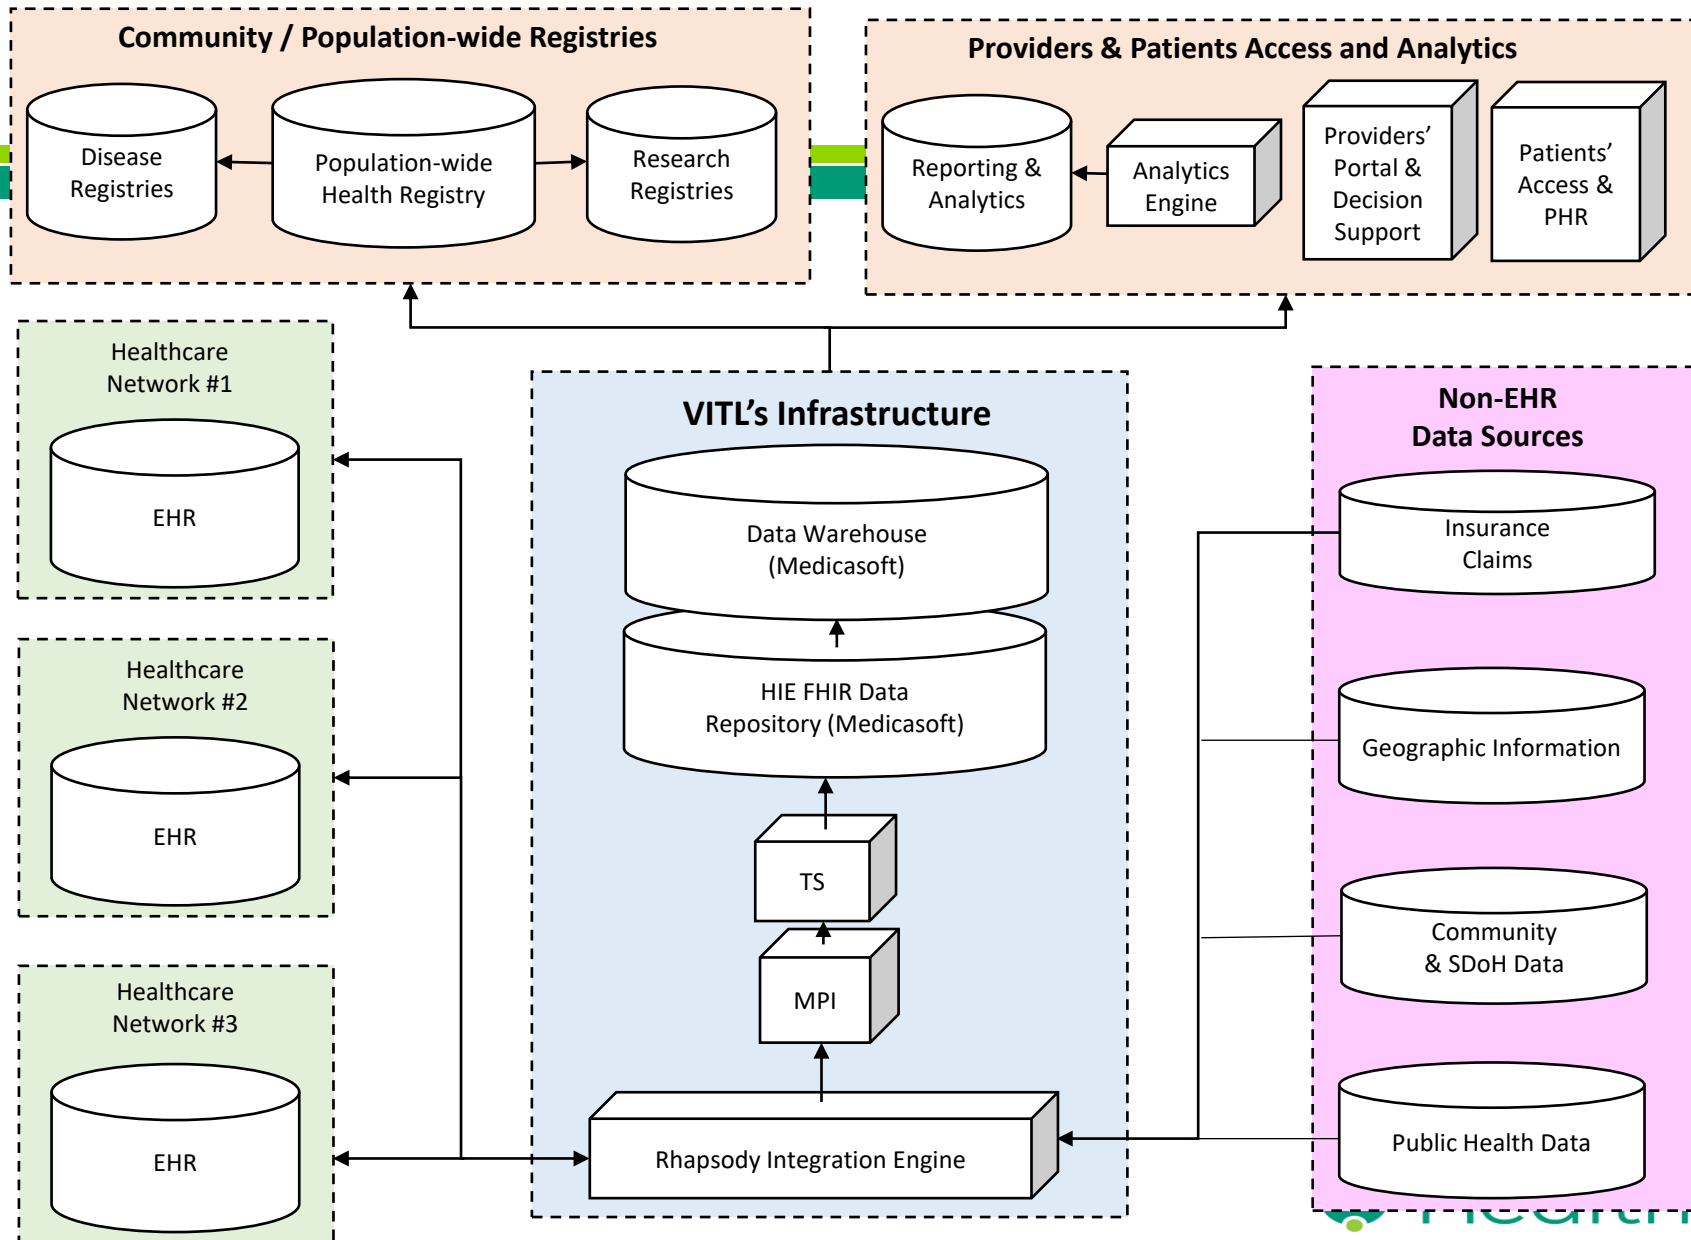 Community / Population-wide Registries
Disease
Registries
Population-wide
Health Registry
Research
Registries
Providers & Patients Access and Analytics
Reporting &
Analytics
Analytics
Engine
Providers’
Portal &
Decision
Support
Patients’
Access &
PHR
Healthcare
Network #1
EHR
Healthcare
Network #2
EHR
Healthcare
Network #3
EHR
VITL’s Infrastructure
Data Warehouse
(Medicasoft)
HIE FHIR Data
Repository (Medicasoft)
TS
MPI
Rhapsody Integration Engine
Non-EHR
Data Sources
Insurance
Claims
Geographic Information
Community
& SDoH Data
Public Health Data